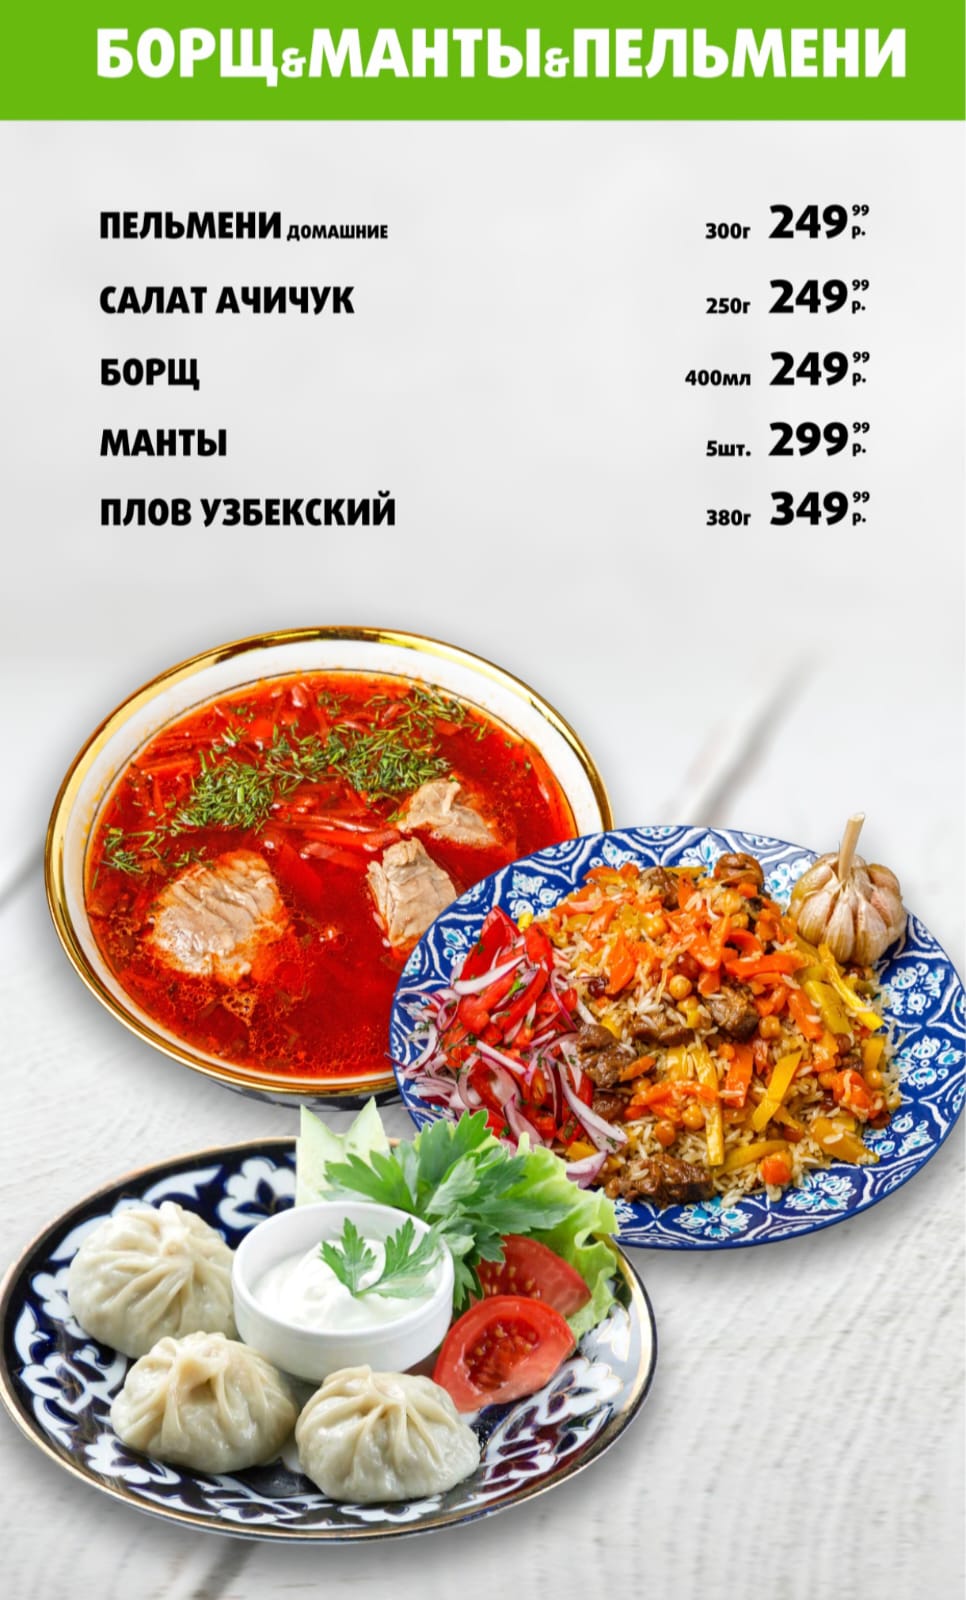 БОРЩ&МАНТЫ&ПЕЛЬМЕНИ
ПЕЛЬМЕНИ ДОМАШНИЕ 300г 249 99 р.
САЛАТ АЧИЧУК 250г 249 99 р.
БОРЩ 400мл 249 99 р.
МАНТЫ 5шт. 299 99 р.
ПЛОВ УЗБЕКСКИЙ 380г 349 99 р.